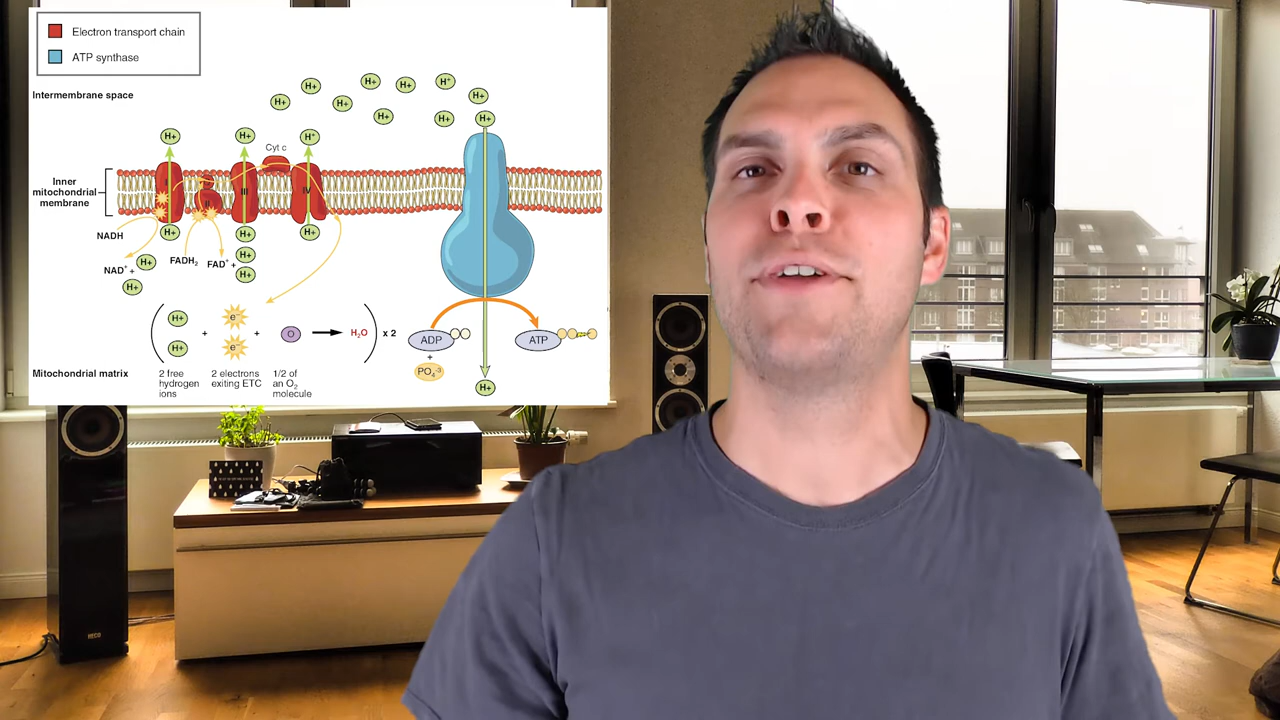 Electron transport chain
ATP synthase
Intermembrane space
H+
H+
H+
H+
H+
H+
H+
H+
H+
H+
H+
H+
H+
Cyt c
I
II
III
IV
Inner
mitochondrial
membrane
NADH
H+
H+
H+
H+
H+
FADH₂
FAD⁺ +
NAD⁺ +
H+
H+
H+
H+
e⁻
e⁻
+
+
O
H₂O
x 2
ADP
+
PO₄⁻³
ATP
H+
Mitochondrial matrix
2 free
hydrogen
ions
2 electrons
exiting ETC
1/2 of
an O₂
molecule